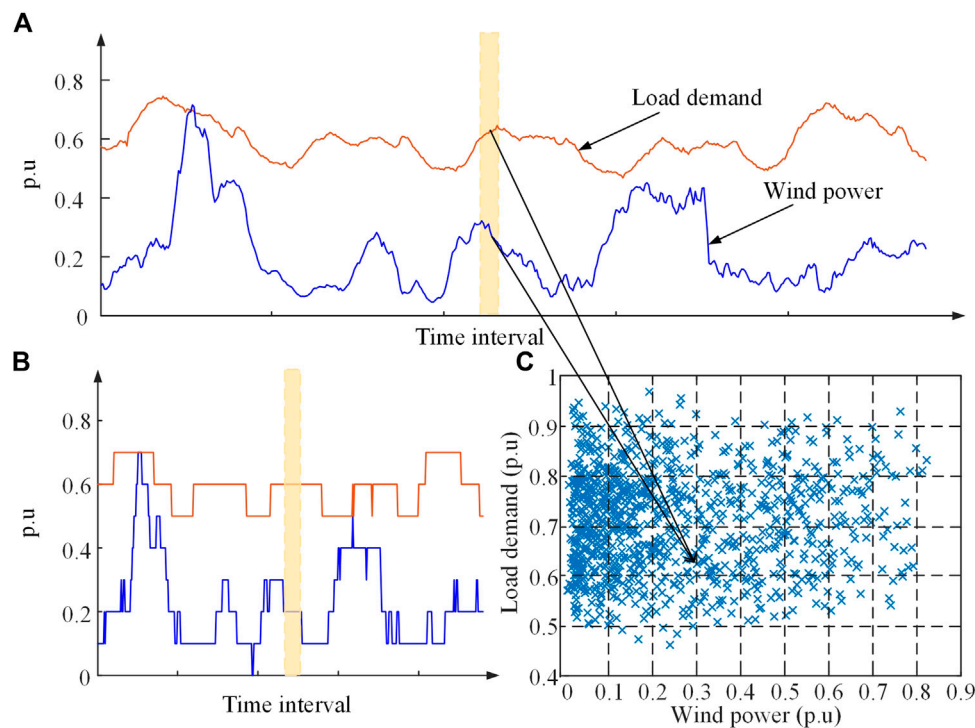 A
0.8
0.6
0.4
0.2
0
p.u
Load demand
Wind power
Time interval
B
0.8
0.6
0.4
0.2
0
p.u
Time interval
C
1
0.9
0.8
0.7
0.6
0.5
0.4
Load demand (p.u)
0 0.1 0.2 0.3 0.4 0.5 0.6 0.7 0.8 0.9
Wind power (p.u)